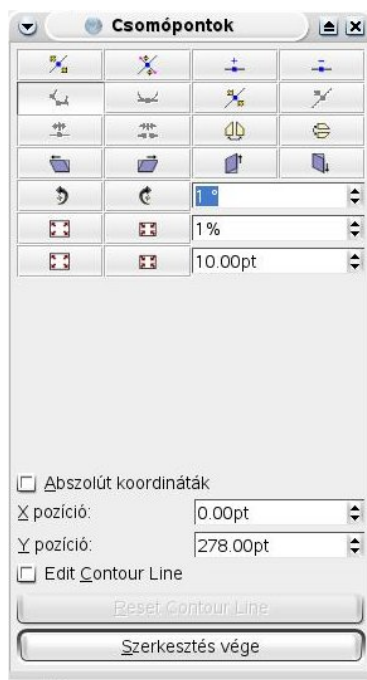 Csomópontok
1 °
1 %
10.00pt
Abszolút koordináták
X pozíció: 0.00pt
Y pozíció: 278.00pt
Edit Contour Line
Reset Contour Line
Szerkesztés vége